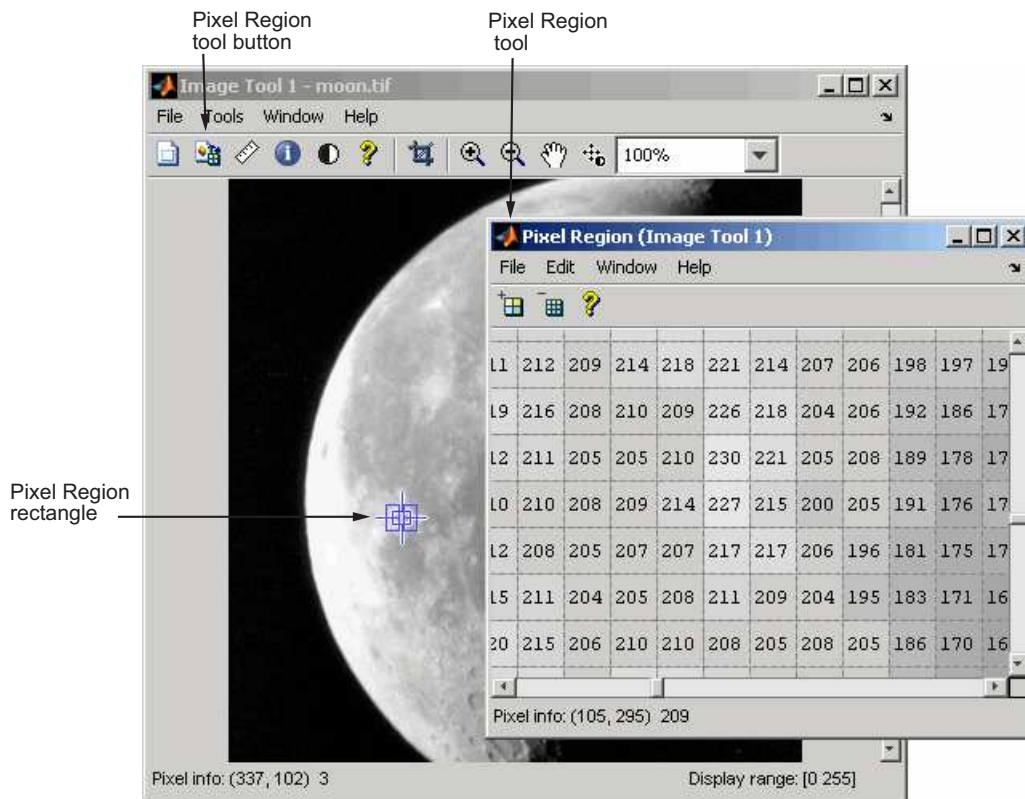 Pixel Region
tool button
Pixel Region
tool
Image Tool 1 - moon.tif
File Tools Window Help
100%
Pixel Region (Image Tool 1)
File Edit Window Help
11 212 209 214 218 221 214 207 206 198 197 19
19 216 208 210 209 226 218 204 206 192 186 17
12 211 205 205 210 230 221 205 208 189 178 17
10 210 208 209 214 227 215 200 205 191 176 17
12 208 205 207 207 217 217 206 196 181 175 17
15 211 204 205 208 211 209 204 195 183 171 16
20 215 206 210 210 208 205 208 205 186 170 16
Pixel info: (105, 295) 209
Pixel Region
rectangle
Pixel info: (337, 102) 3
Display range: [0 255]